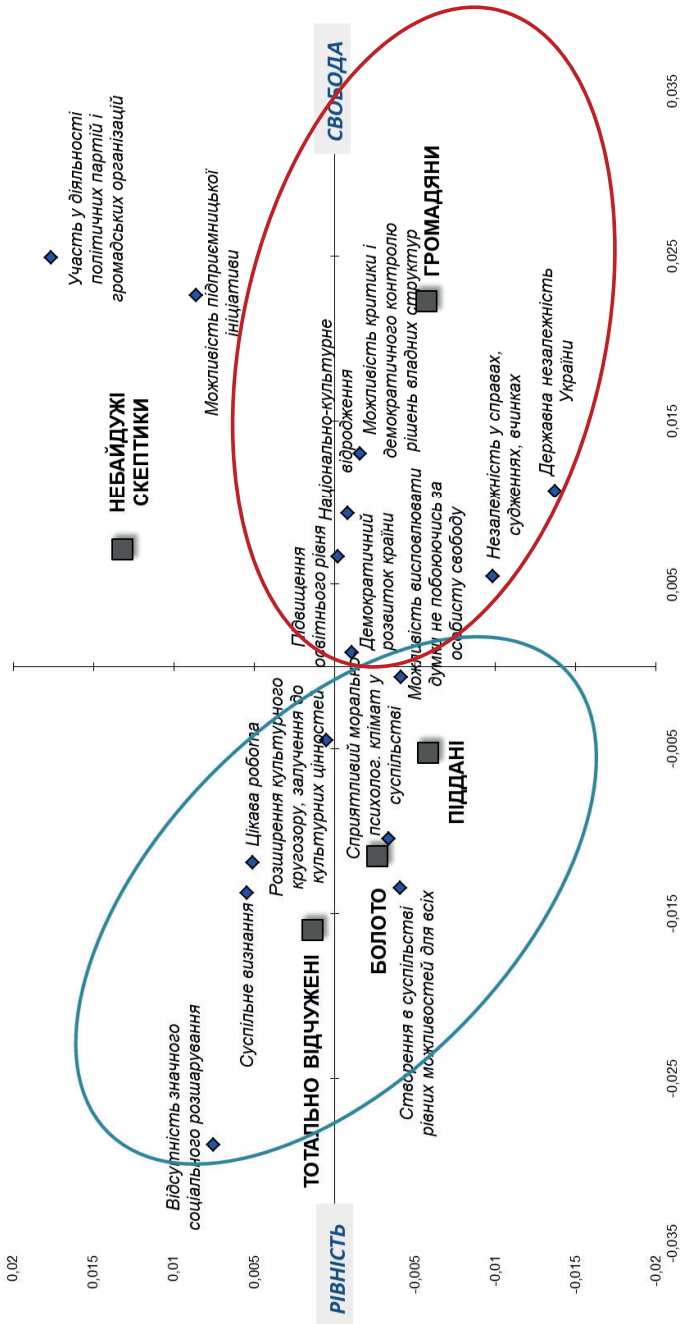 Участь у діяльності
політичних партій і
громадських організацій
Можливість підприємницької
ініціативи
НЕБАЙДУЖІ
СКЕПТИКИ
СВОБОДА
ГРОМАДЯНИ
Національно-культурне
відродження
Можливість критики і
демократичного контролю
рішень владних структур
Підвищення
освітнього рівня
Демократичний
розвиток країни
Можливість висловлювати
думки не побоюючись за
особисту свободу
Незалежність у справах,
судженнях, вчинках
Державна незалежність
України
Цікава робота
Розширення культурного
кругозору, залучення до
культурних цінностей
Суспільне визнання
Відсутність значного
соціального розшарування
ТОТАЛЬНО ВІДЧУЖЕНІ
Сприятливий морально
психолог. клімат у
суспільстві
БОЛОТО
ПІДДАНІ
Створення в суспільстві
рівних можливостей для всіх
РІВНІСТЬ
0,02
0,015
0,01
0,005
-0,005
-0,01
-0,015
-0,02
-0,035
-0,025
-0,015
-0,005
0,005
0,015
0,025
0,035